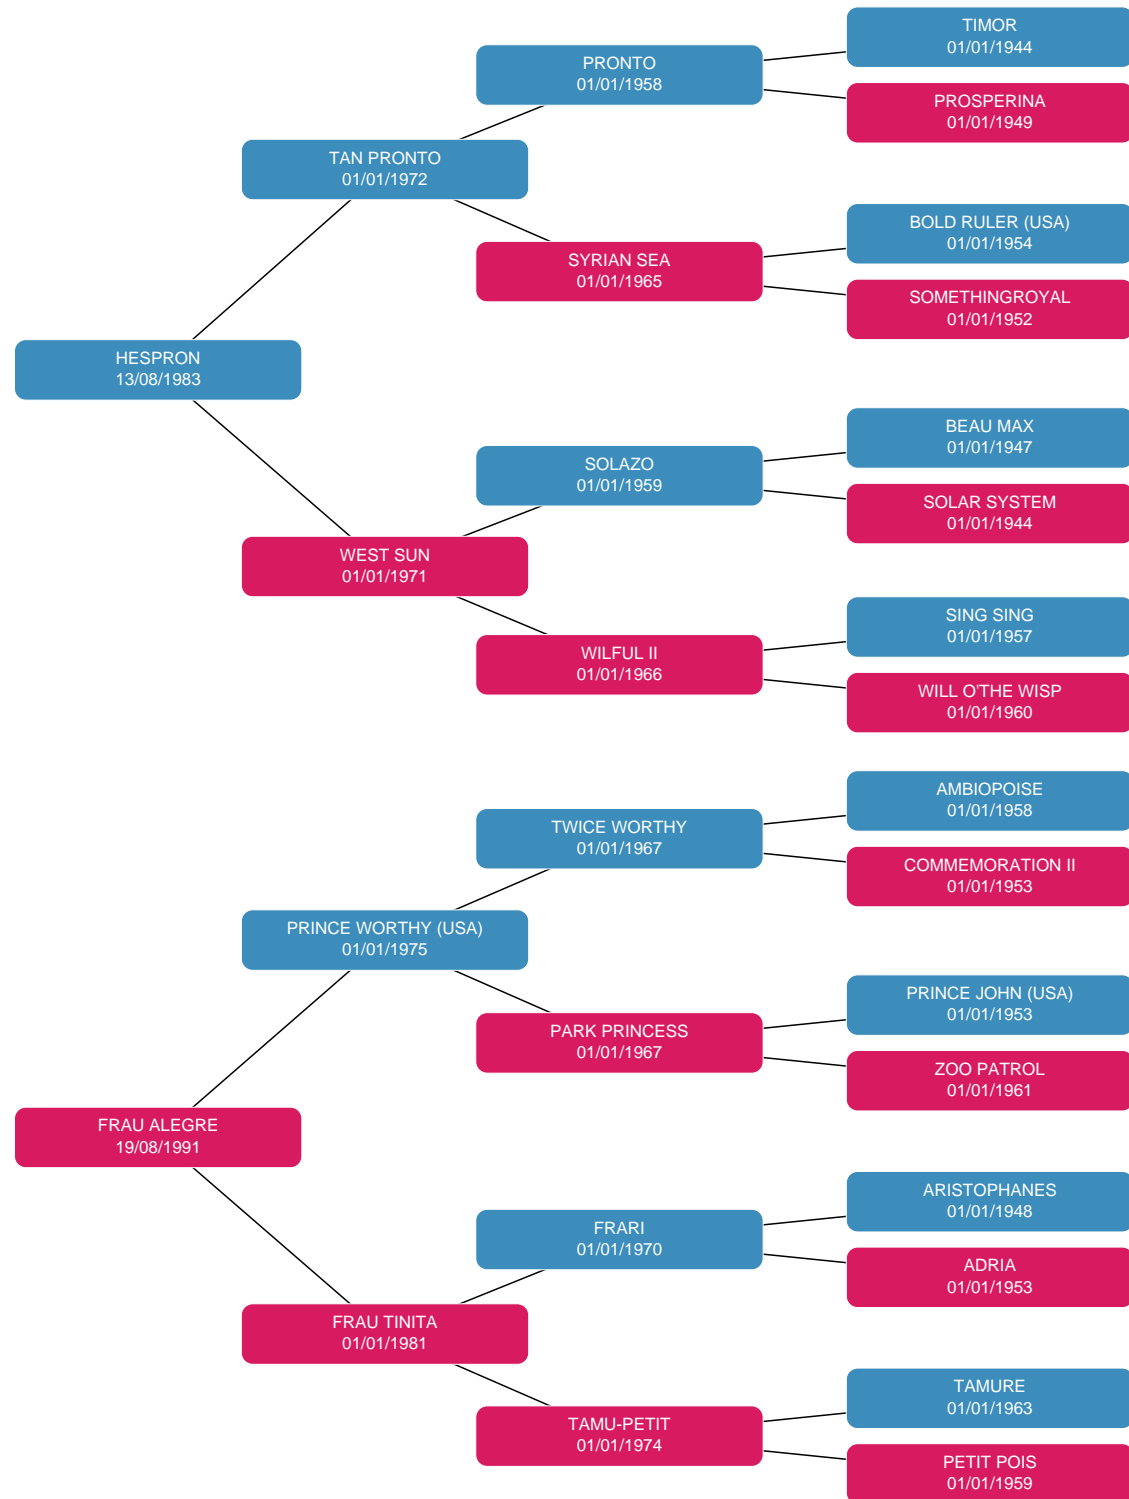 TIMOR
01/01/1944
PRONTO
01/01/1958
PROSPERINA
01/01/1949
TAN PRONTO
01/01/1972
BOLD RULER (USA)
01/01/1954
SYRIAN SEA
01/01/1965
SOMETHINGROYAL
01/01/1952
HESPRON
13/08/1983
BEAU MAX
01/01/1947
SOLAZO
01/01/1959
SOLAR SYSTEM
01/01/1944
WEST SUN
01/01/1971
SING SING
01/01/1957
WILFUL II
01/01/1966
WILL O'THE WISP
01/01/1960
AMBIOPOISE
01/01/1958
TWICE WORTHY
01/01/1967
COMMEMORATION II
01/01/1953
PRINCE WORTHY (USA)
01/01/1975
PRINCE JOHN (USA)
01/01/1953
PARK PRINCESS
01/01/1967
ZOO PATROL
01/01/1961
FRAU ALEGRE
19/08/1991
ARISTOPHANES
01/01/1948
FRARI
01/01/1970
ADRIA
01/01/1953
FRAU TINITA
01/01/1981
TAMURE
01/01/1963
TAMU-PETIT
01/01/1974
PETIT POIS
01/01/1959